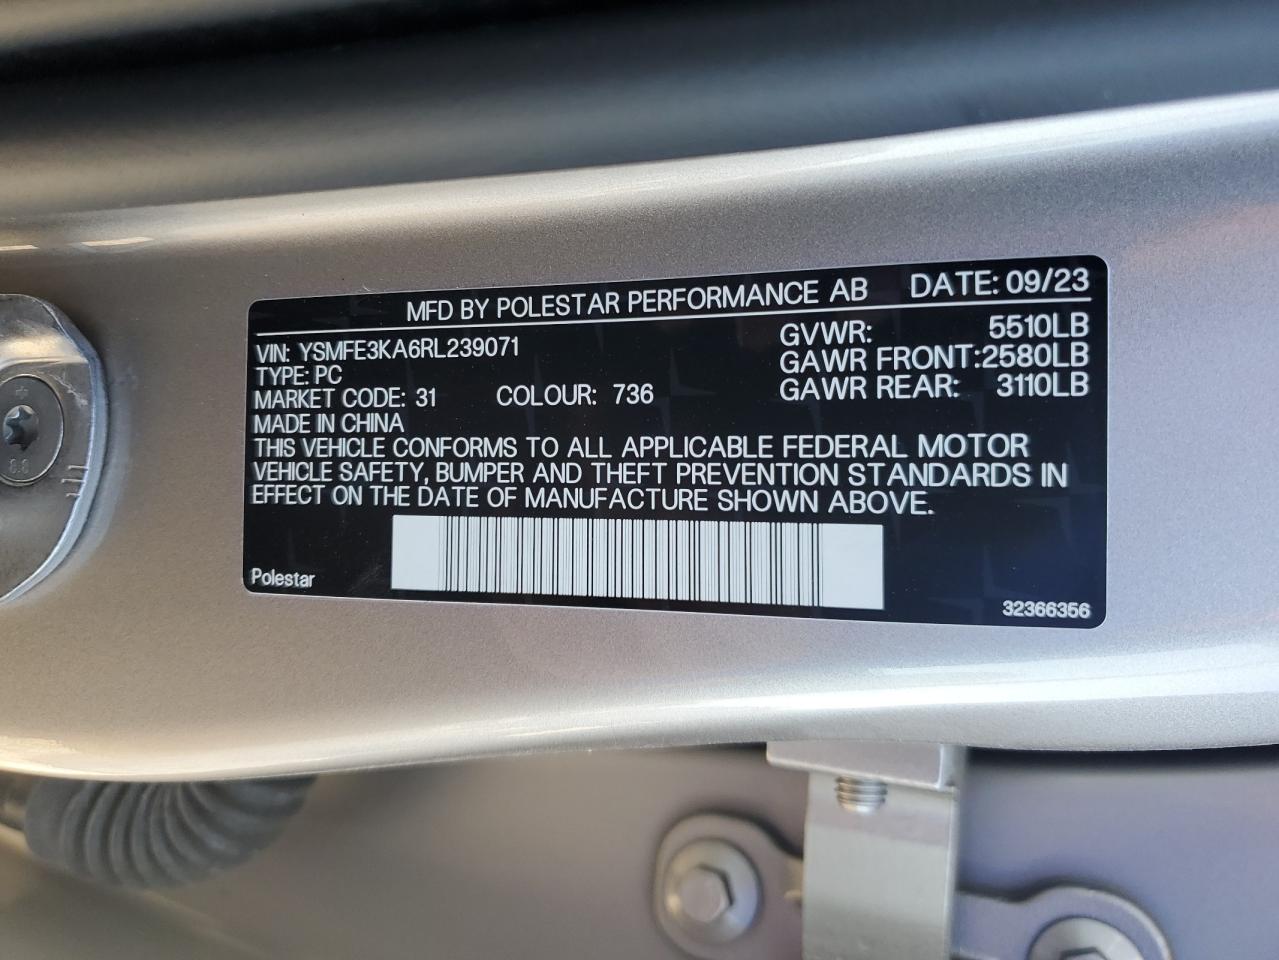 MFD BY POLESTAR PERFORMANCE AB DATE: 09/23
VIN: YSMFE3KA6RL239071 GVWR: 5510LB
TYPE: PC GAWR FRONT:2580LB
MARKET CODE: 31 COLOUR: 736 GAWR REAR: 3110LB
MADE IN CHINA
THIS VEHICLE CONFORMS TO ALL APPLICABLE FEDERAL MOTOR
VEHICLE SAFETY, BUMPER AND THEFT PREVENTION STANDARDS IN
EFFECT ON THE DATE OF MANUFACTURE SHOWN ABOVE.
Polestar 32366356
8.8